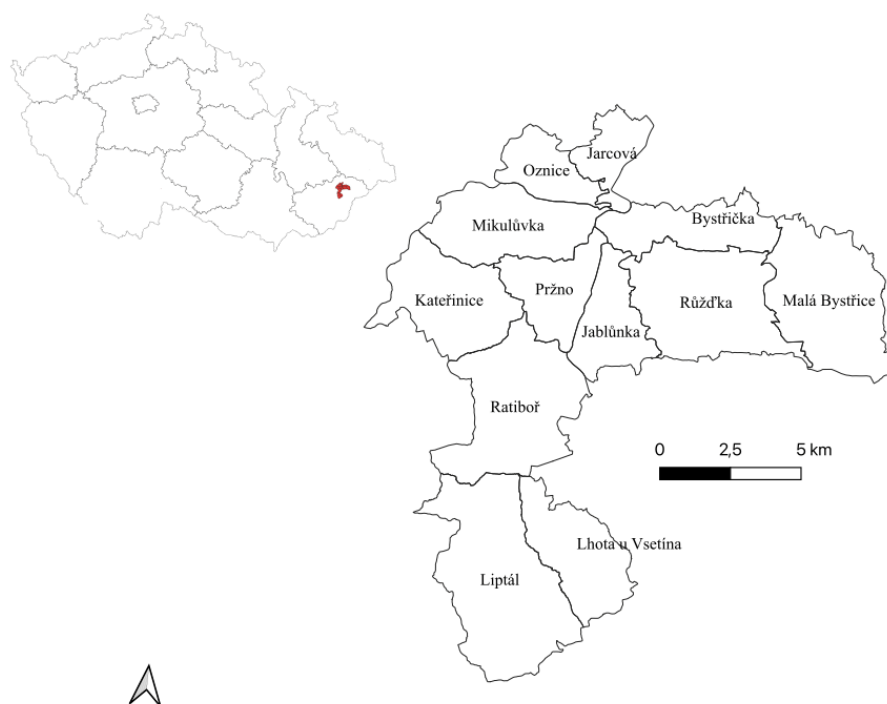 Jarcová
Oznice
Mikulůvka
Bystřička
Kateřinice
Pržno
Jablůnka
Růžďka
Malá Bystřice
Ratiboř
0 2,5 5 km
Lhota u Vsetína
Liptál